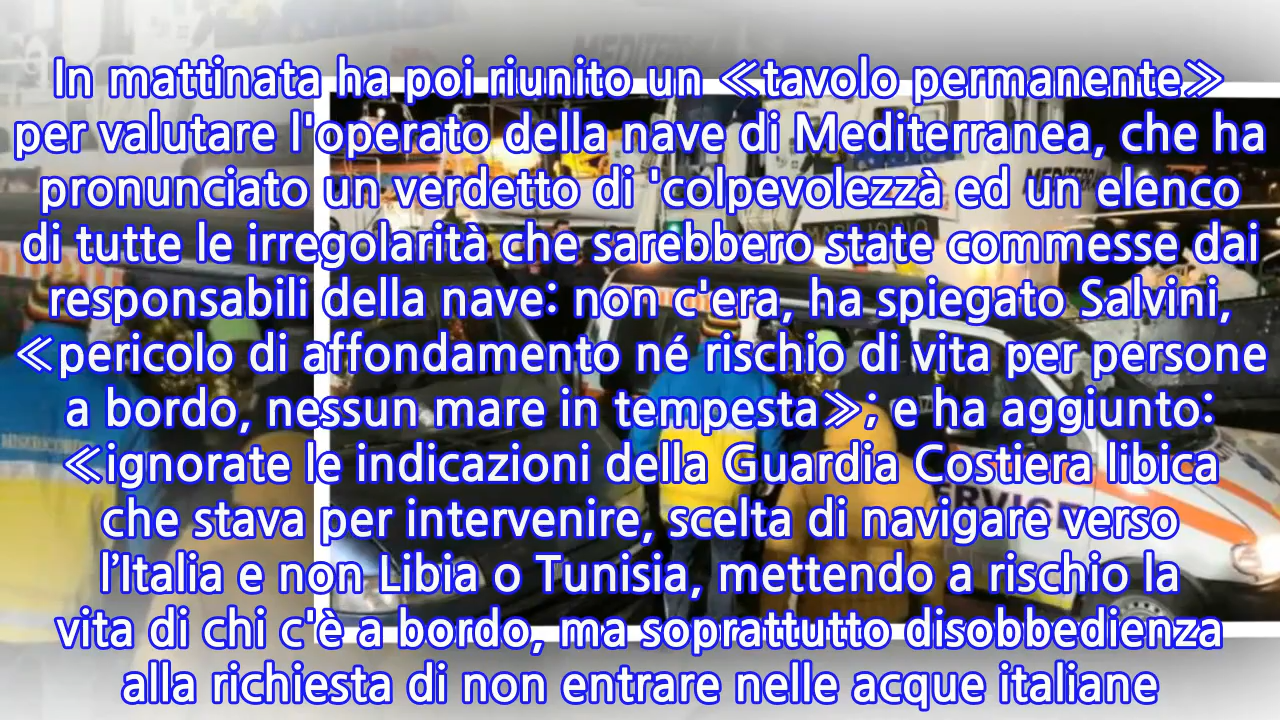 In mattinata ha poi riunito un ≪tavolo permanente≫
per valutare l'operato della nave di Mediterranea, che ha
pronunciato un verdetto di 'colpevolezzà ed un elenco
di tutte le irregolarità che sarebbero state commesse dai
responsabili della nave: non c'era, ha spiegato Salvini,
≪pericolo di affondamento né rischio di vita per persone
a bordo, nessun mare in tempesta≫; e ha aggiunto:
≪ignorate le indicazioni della Guardia Costiera libica
che stava per intervenire, scelta di navigare verso
l’Italia e non Libia o Tunisia, mettendo a rischio la
vita di chi c'è a bordo, ma soprattutto disobbedienza
alla richiesta di non entrare nelle acque italiane